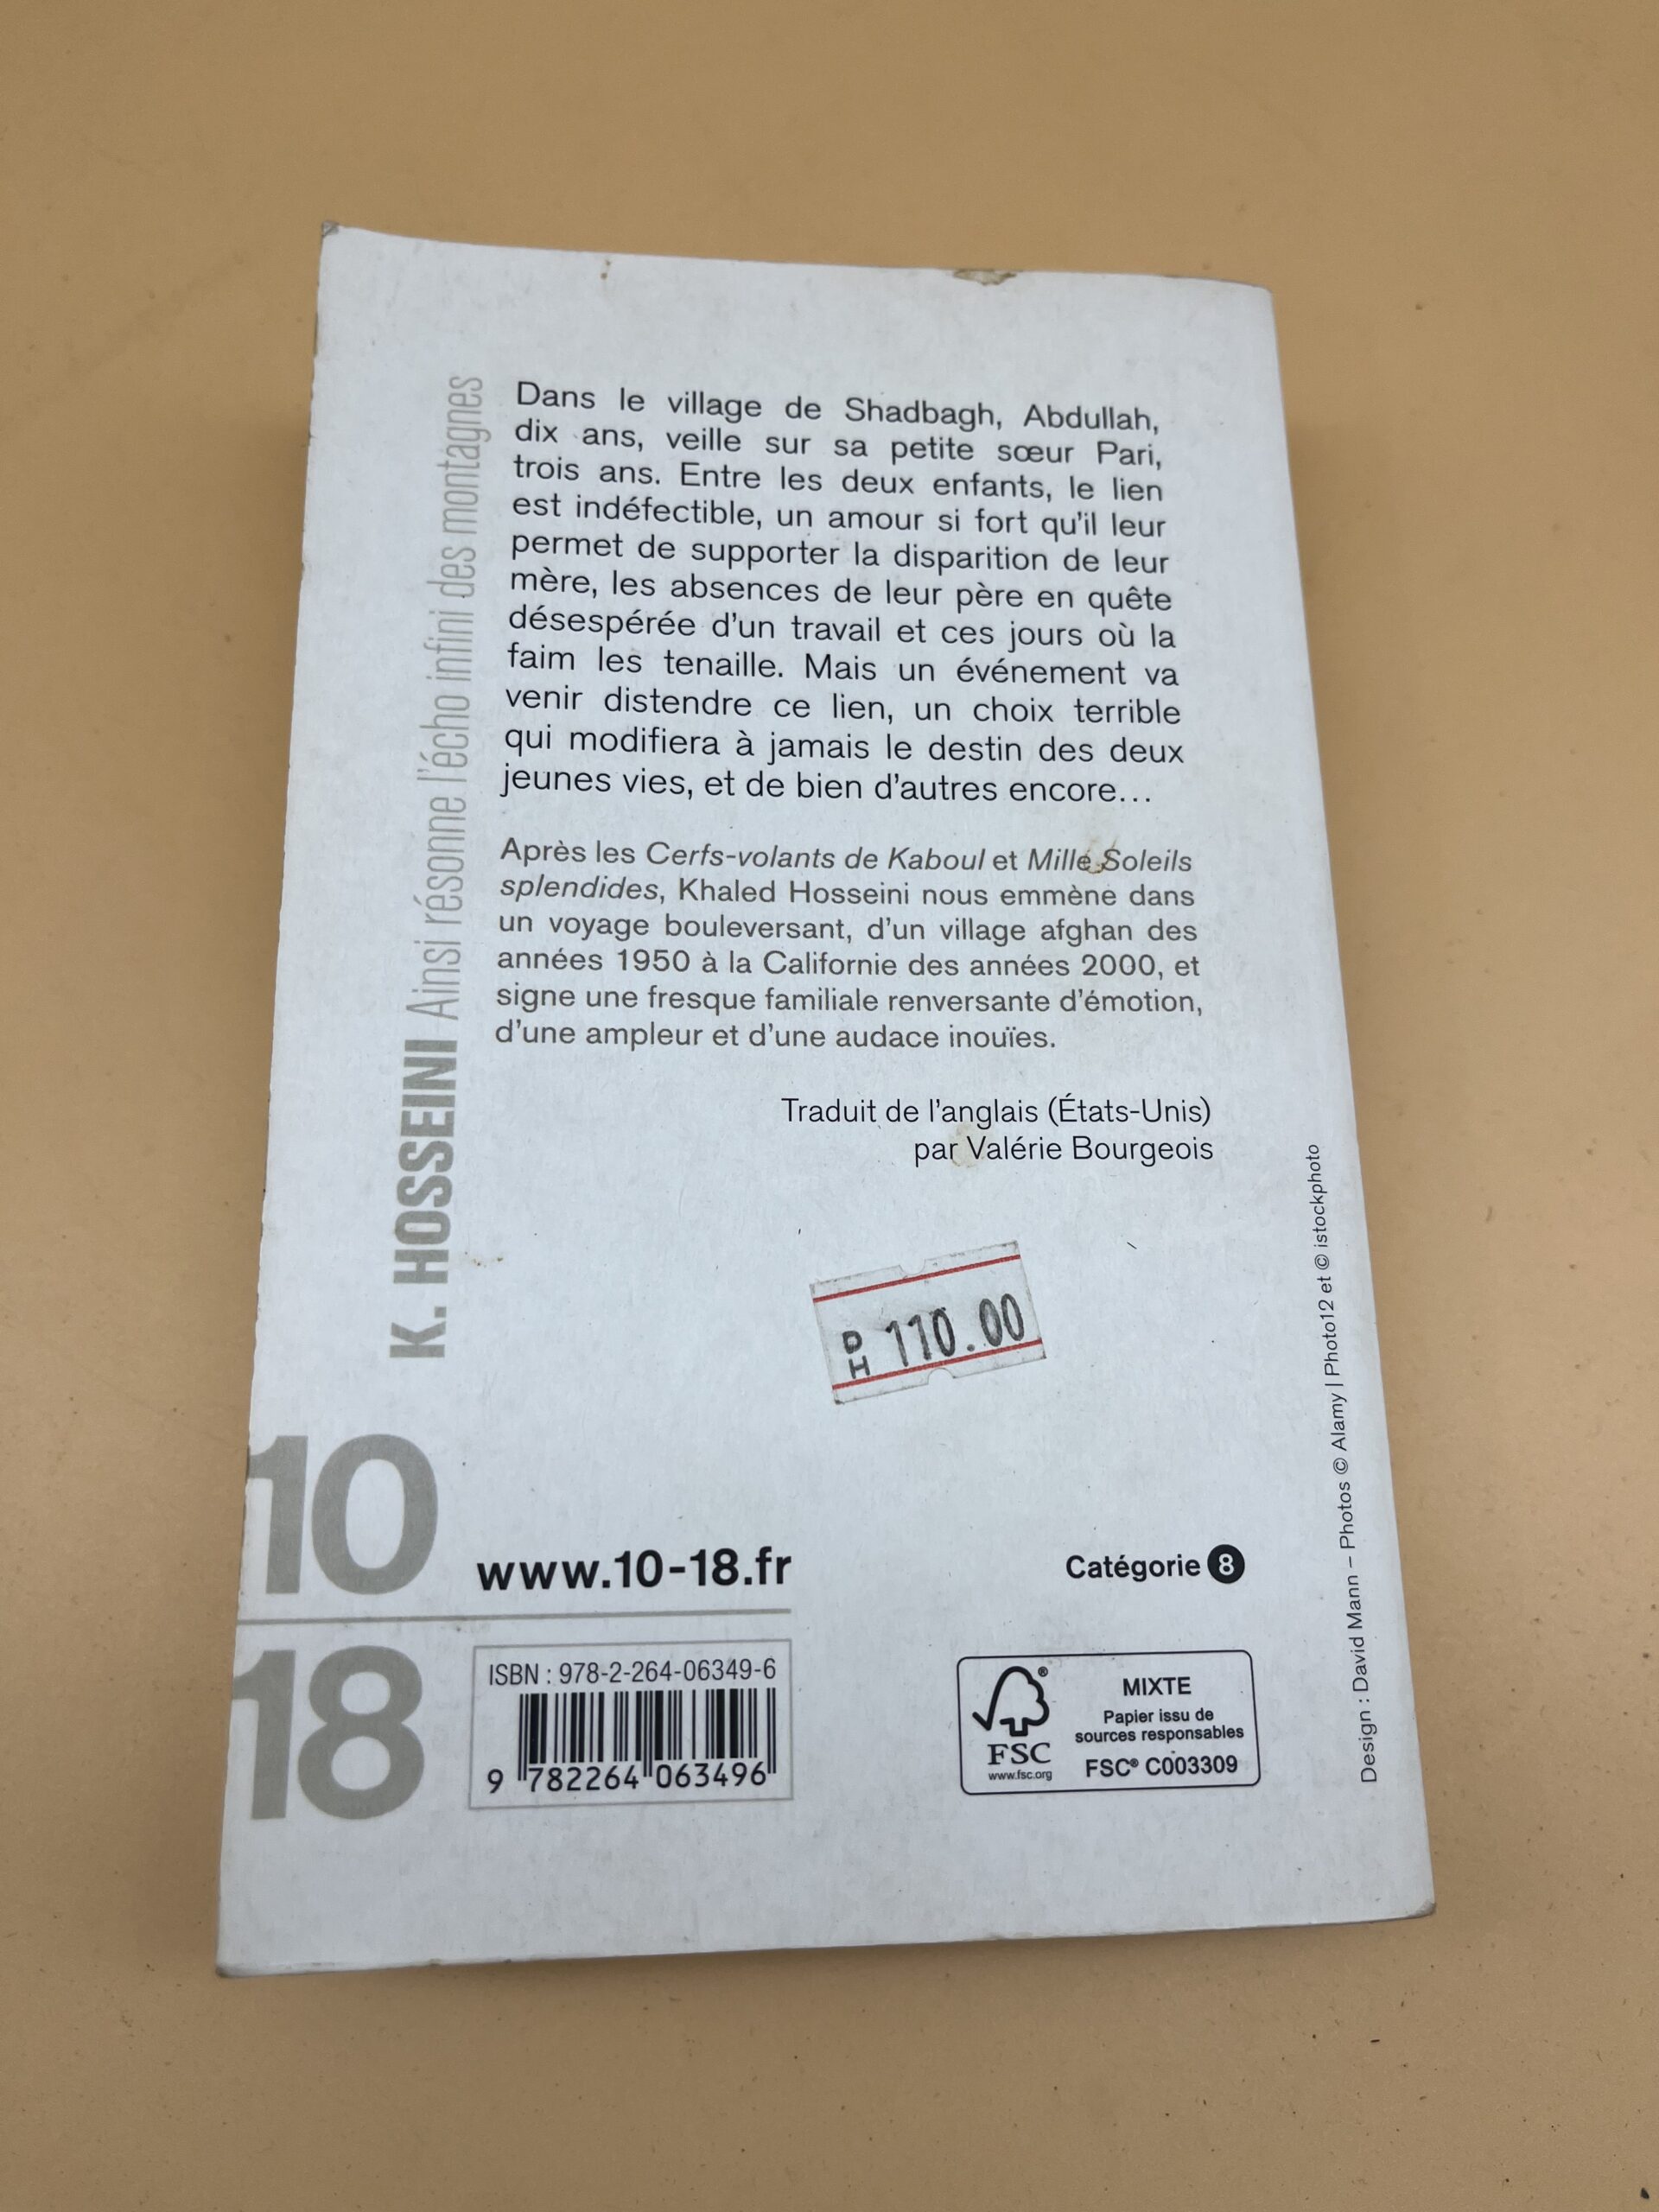 Dans le village de Shadbagh, Abdullah,
dix ans, veille sur sa petite sœur Pari,
trois ans. Entre les deux enfants, le lien
est indéfectible, un amour si fort qu'il leur
permet de supporter la disparition de leur
mère, les absences de leur père en quête
désespérée d'un travail et ces jours où la
faim les tenaille. Mais un événement va
venir distendre ce lien, un choix terrible
qui modifiera à jamais le destin des deux
jeunes vies, et de bien d'autres encore...
Après les Cerfs-volants de Kaboul et Mille Soleils
splendides, Khaled Hosseini nous emmène dans
un voyage bouleversant, d'un village afghan des
années 1950 à la Californie des années 2000, et
signe une fresque familiale renversante d'émotion,
d'une ampleur et d'une audace inouïes.
Traduit de l'anglais (États-Unis)
par Valérie Bourgeois
K. HOSSEINI Ainsi résonne l'écho infini des montagnes
DH 110.00
10
18
www.10-18.fr
Catégorie 8
ISBN : 978-2-264-06349-6
9 782264 063496
FSC
www.fsc.org
MIXTE
Papier issu de
sources responsables
FSC® C003309
Design : David Mann – Photos © Alamy | Photo12 et © istockphoto